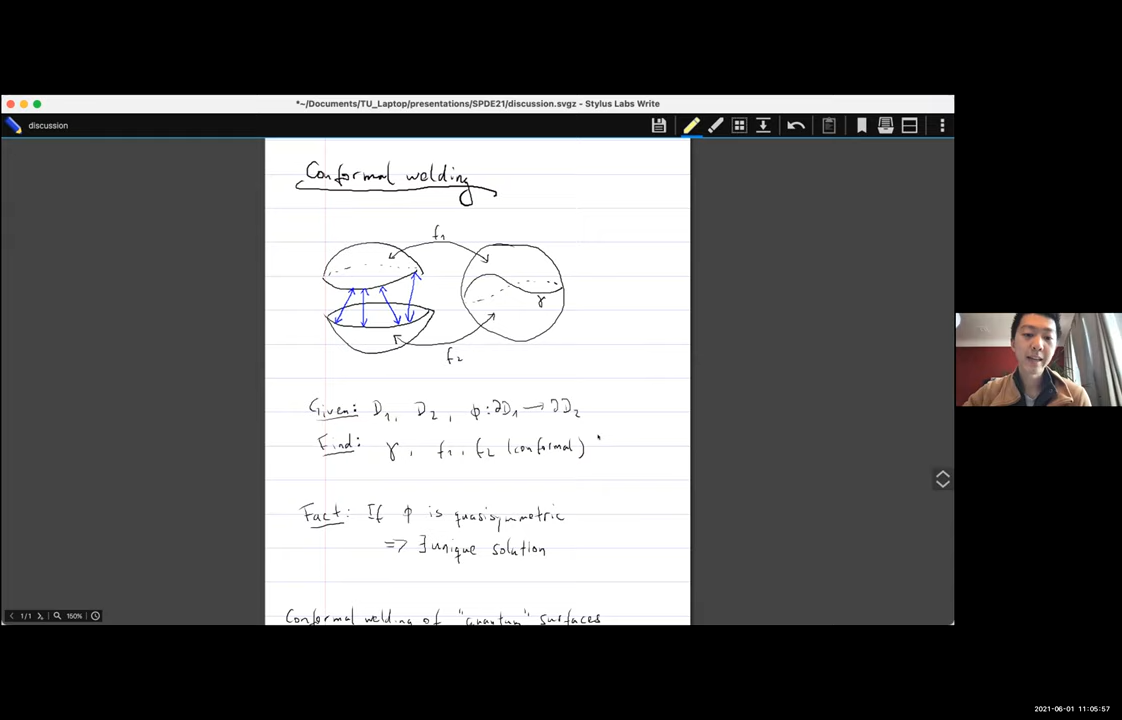 *~/Documents/TU_Laptop/presentations/SPDE21/discussion.svgz - Stylus Labs Write
discussion
Conformal welding
f₁
γ
f₂
Given: D₁, D₂, ϕ:∂D₁ → ∂D₂
Find: γ, f₁, f₂ (conformal)
Fact: If ϕ is quasisymmetric
=> ∃ unique solution
Conformal welding of "quantum" surfaces
1/1
150%
2021-06-01 11:05:57